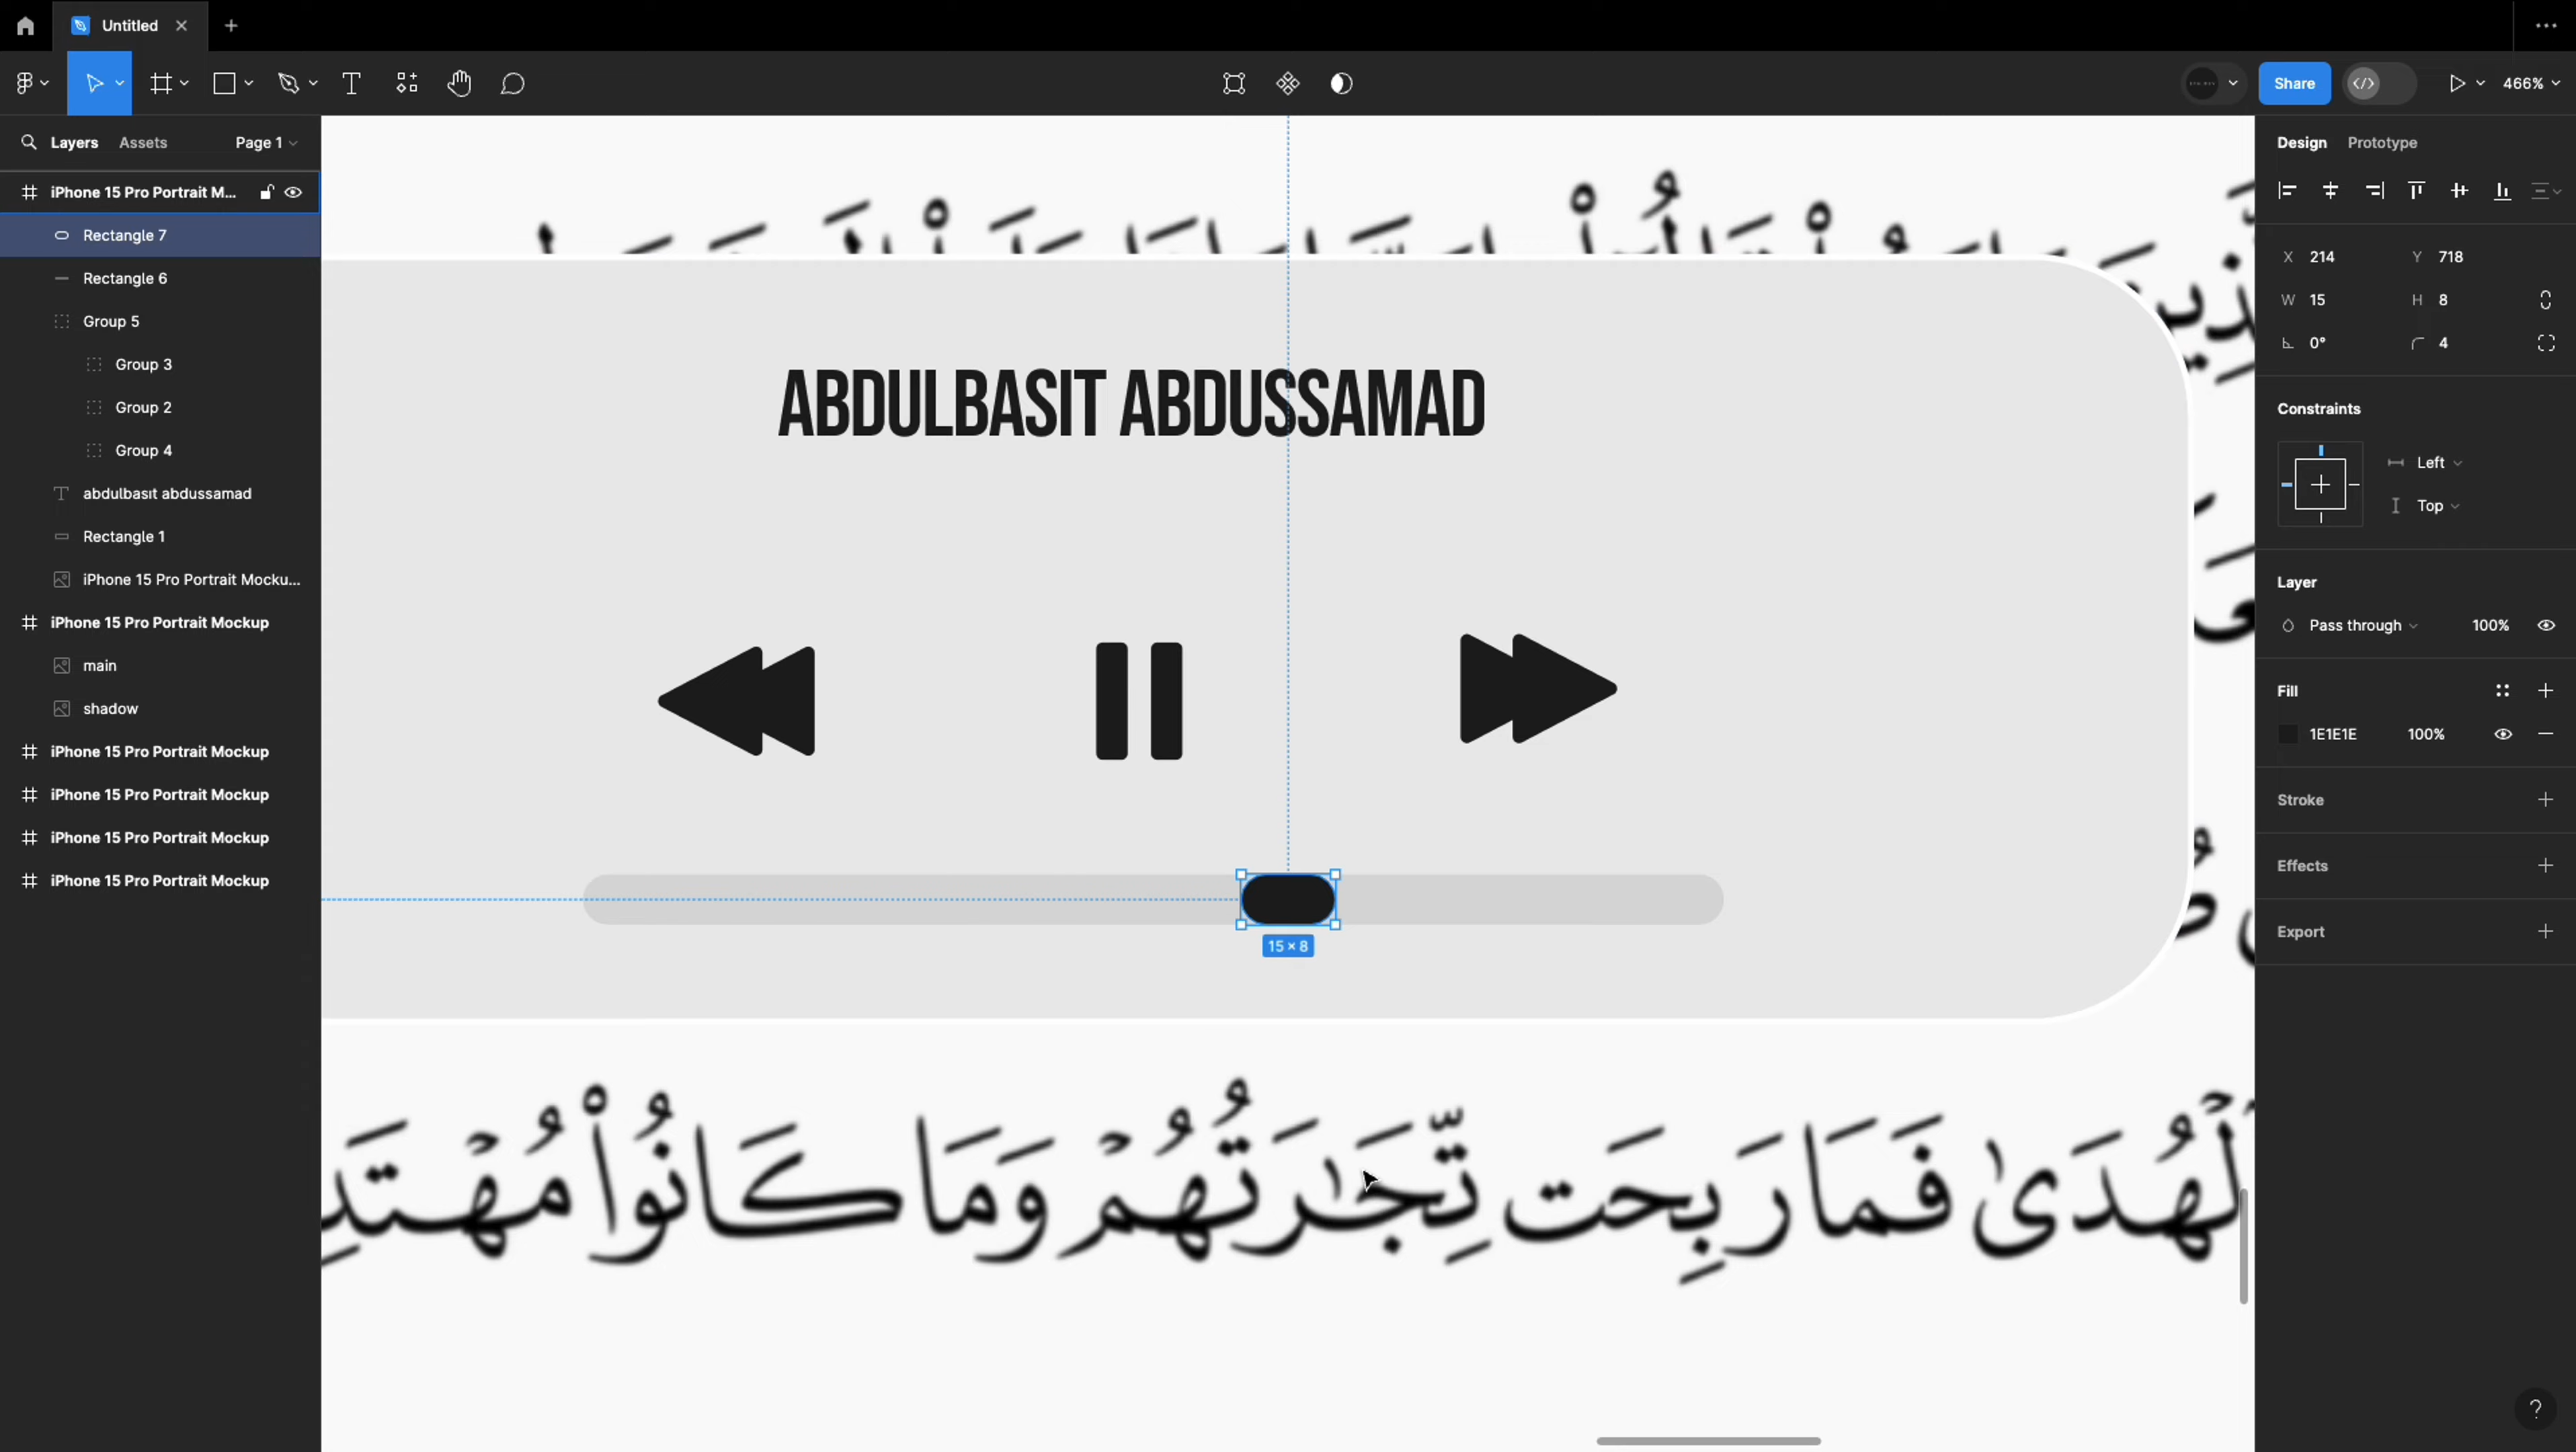 Untitled
Share
466%
Layers
Assets
Page 1
iPhone 15 Pro Portrait M...
Rectangle 7
Rectangle 6
Group 5
Group 3
Group 2
Group 4
abdulbasıt abdussamad
Rectangle 1
iPhone 15 Pro Portrait Mocku...
iPhone 15 Pro Portrait Mockup
main
shadow
iPhone 15 Pro Portrait Mockup
iPhone 15 Pro Portrait Mockup
iPhone 15 Pro Portrait Mockup
iPhone 15 Pro Portrait Mockup
ABDULBASIT ABDUSSAMAD
15 × 8
فَمَا رَبِحَت تِّجَٰرَتُهُمْ وَمَا كَانُوا۟
Design
Prototype
X 214 Y 718
W 15 H 8
0° 4
Constraints
Left
Top
Layer
Pass through 100%
Fill
1E1E1E 100%
Stroke
Effects
Export
?